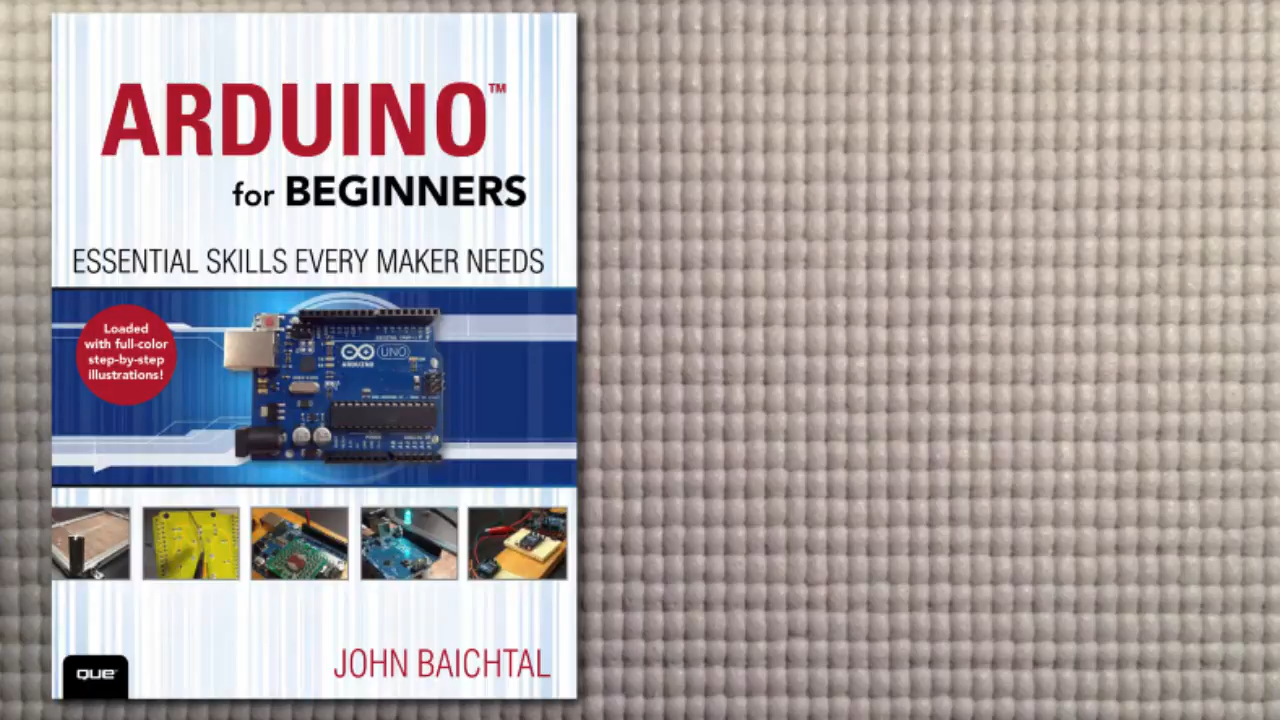 ARDUINO™
for BEGINNERS
ESSENTIAL SKILLS EVERY MAKER NEEDS
Loaded
with full-color
step-by-step
illustrations!
UNO
ARDUINO
JOHN BAICHTAL
QUE